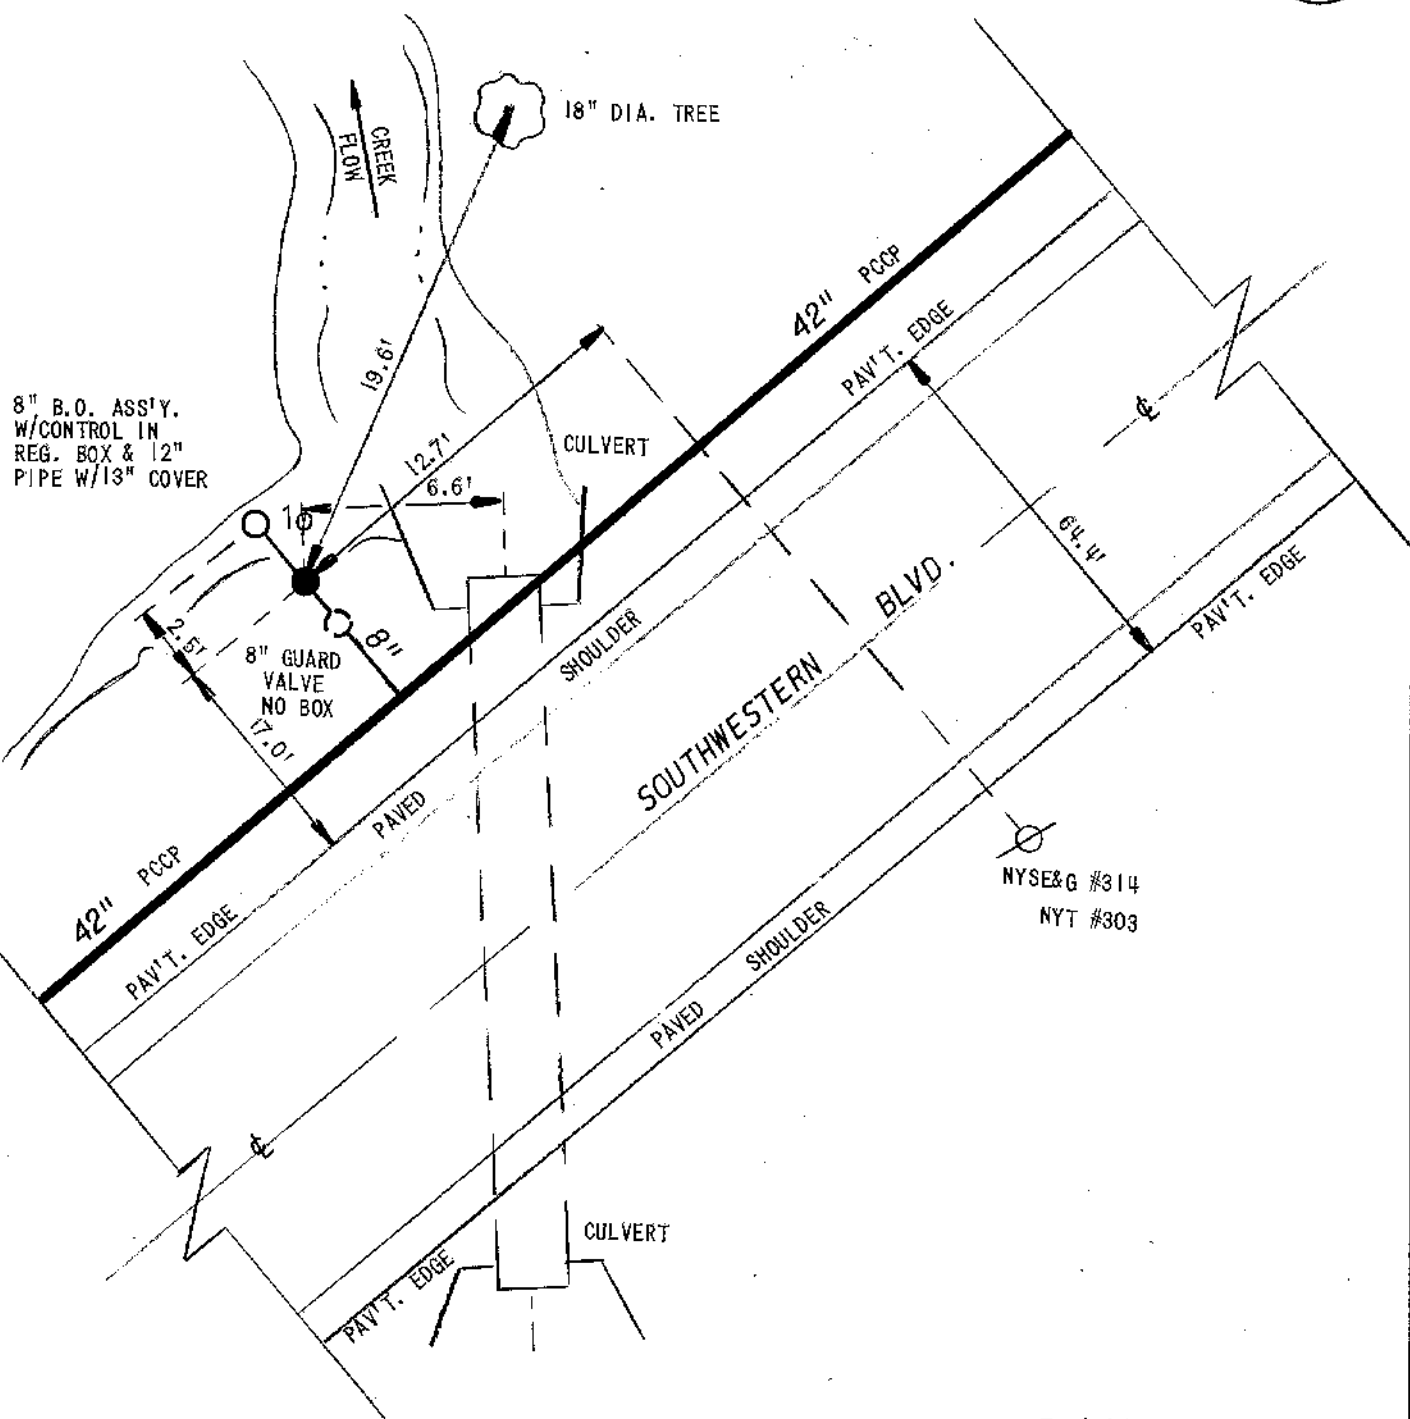 18" DIA. TREE
CREEK
FLOW
42" PCCP
PAV'T. EDGE
19.6'
8" B.O. ASS'Y.
W/CONTROL IN
REG. BOX & 12"
PIPE W/13" COVER
12.7'
CULVERT
6.6'
10
64.4'
PAV'T. EDGE
2.5'
8"
8" GUARD
VALVE
NO BOX
17.0'
SHOULDER
SOUTHWESTERN BLVD.
PAVED
42" PCCP
PAV'T. EDGE
NYSE&G #314
NYT #303
SHOULDER
PAVED
CULVERT
PAV'T. EDGE